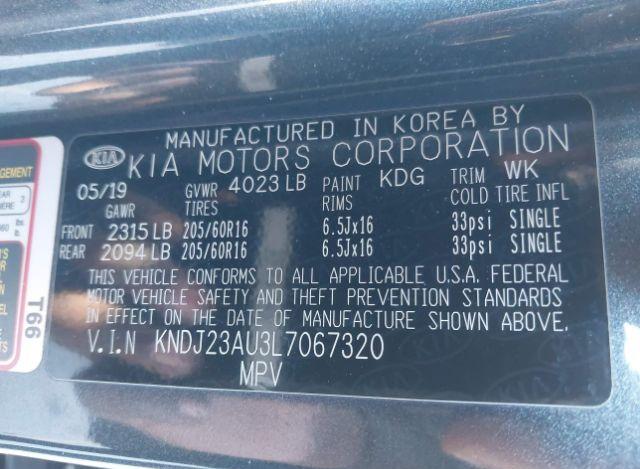 MANUFACTURED IN KOREA BY
KIA KIA MOTORS CORPORATION
05/19 GVWR 4023 LB PAINT KDG TRIM WK
GAWR TIRES RIMS COLD TIRE INFL
FRONT 2315 LB 205/60R16 6.5Jx16 33psi SINGLE
REAR 2094 LB 205/60R16 6.5Jx16 33psi SINGLE
THIS VEHICLE CONFORMS TO ALL APPLICABLE U.S.A. FEDERAL
MOTOR VEHICLE SAFETY AND THEFT PREVENTION STANDARDS
IN EFFECT ON THE DATE OF MANUFACTURE SHOWN ABOVE.
V.I.N KNDJ23AU3L7067320
MPV
T66